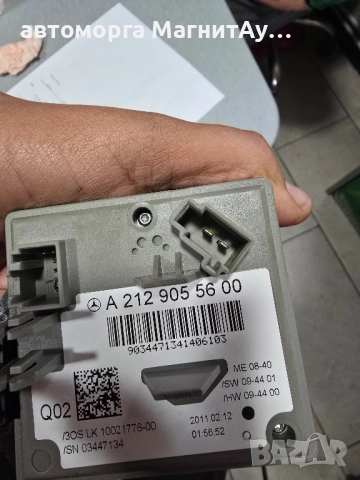 автоморга МагнитАу...
A 212 905 56 00
9034471341406103
ME 08-40
/SW 09-44 01
/HW 09-44 00
Q02
2011.02.12
01:56:52
/3OS LK 10021778-00
/SN 03447134
BAZAR